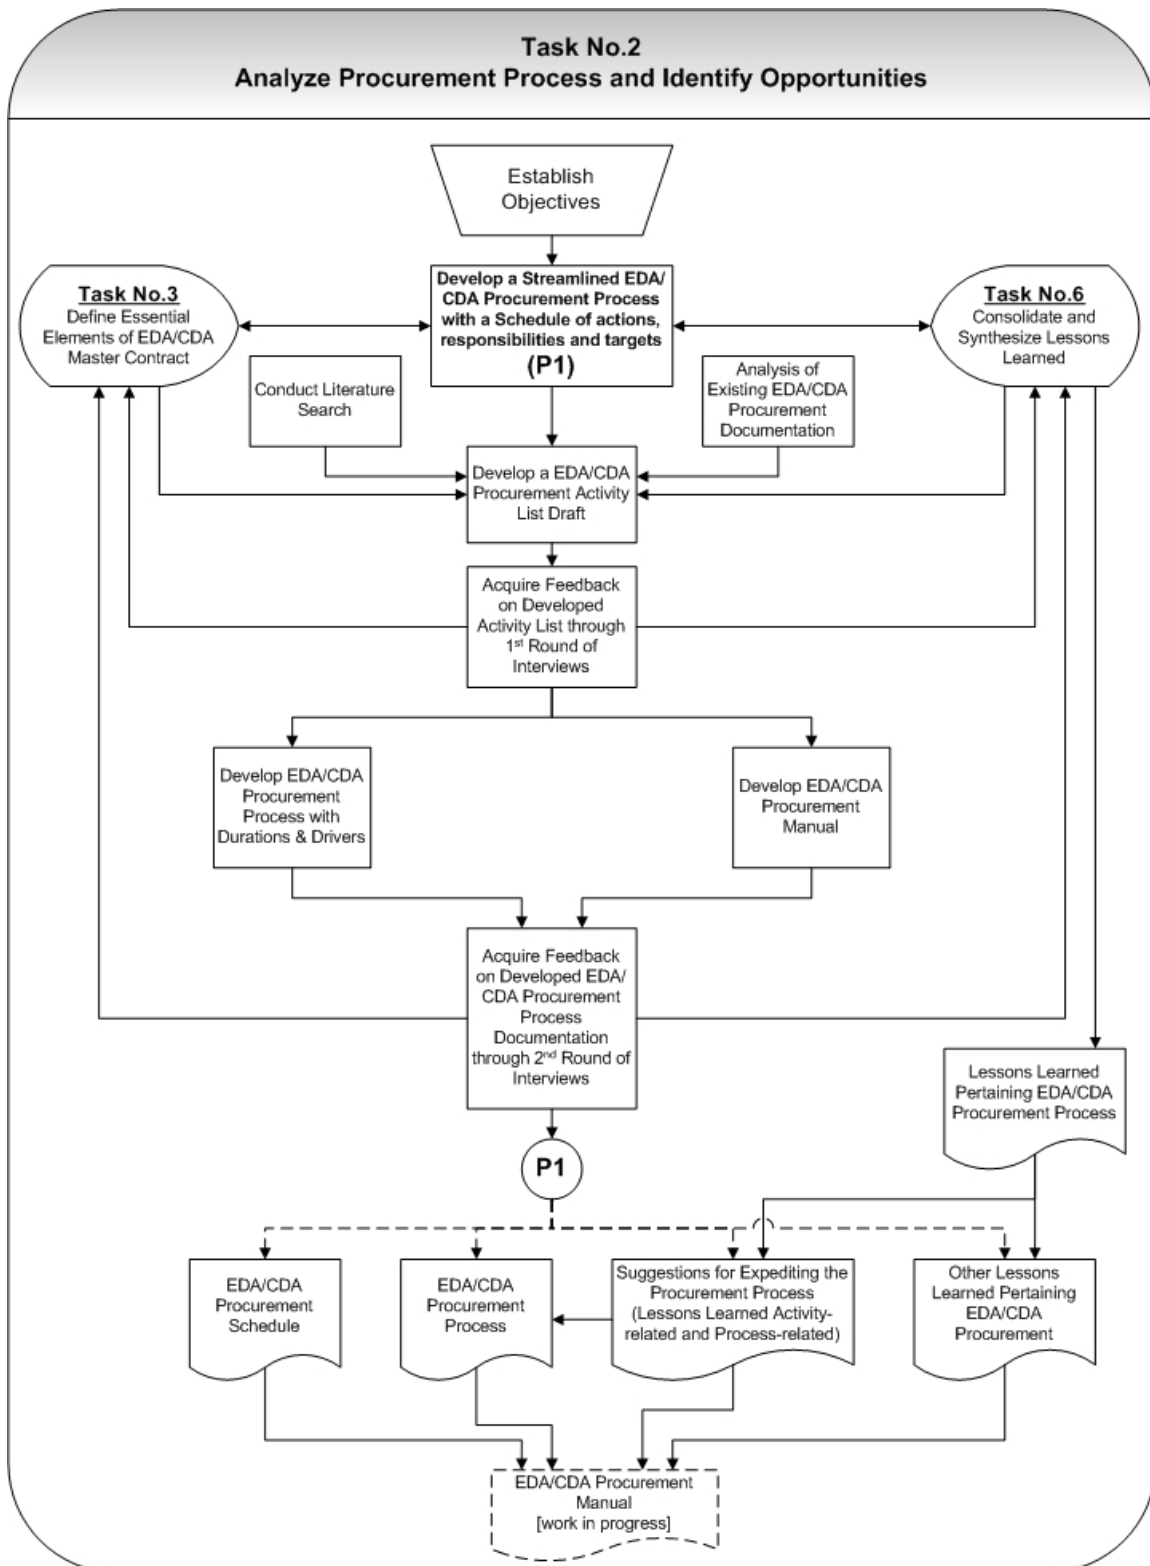 Task No.2
Analyze Procurement Process and Identify Opportunities
Establish
Objectives
Develop a Streamlined EDA/
CDA Procurement Process
with a Schedule of actions,
responsibilities and targets
(P1)
Task No.3
Define Essential
Elements of EDA/CDA
Master Contract
Task No.6
Consolidate and
Synthesize Lessons
Learned
Conduct Literature
Search
Analysis of
Existing EDA/CDA
Procurement
Documentation
Develop a EDA/CDA
Procurement Activity
List Draft
Acquire Feedback
on Developed
Activity List through
1st Round of
Interviews
Develop EDA/CDA
Procurement
Process with
Durations & Drivers
Develop EDA/CDA
Procurement
Manual
Acquire Feedback
on Developed EDA/
CDA Procurement
Process
Documentation
through 2nd Round of
Interviews
Lessons Learned
Pertaining EDA/CDA
Procurement Process
P1
EDA/CDA
Procurement
Schedule
EDA/CDA
Procurement
Process
Suggestions for Expediting the
Procurement Process
(Lessons Learned Activity-
related and Process-related)
Other Lessons
Learned Pertaining
EDA/CDA
Procurement
EDA/CDA Procurement
Manual
[work in progress]